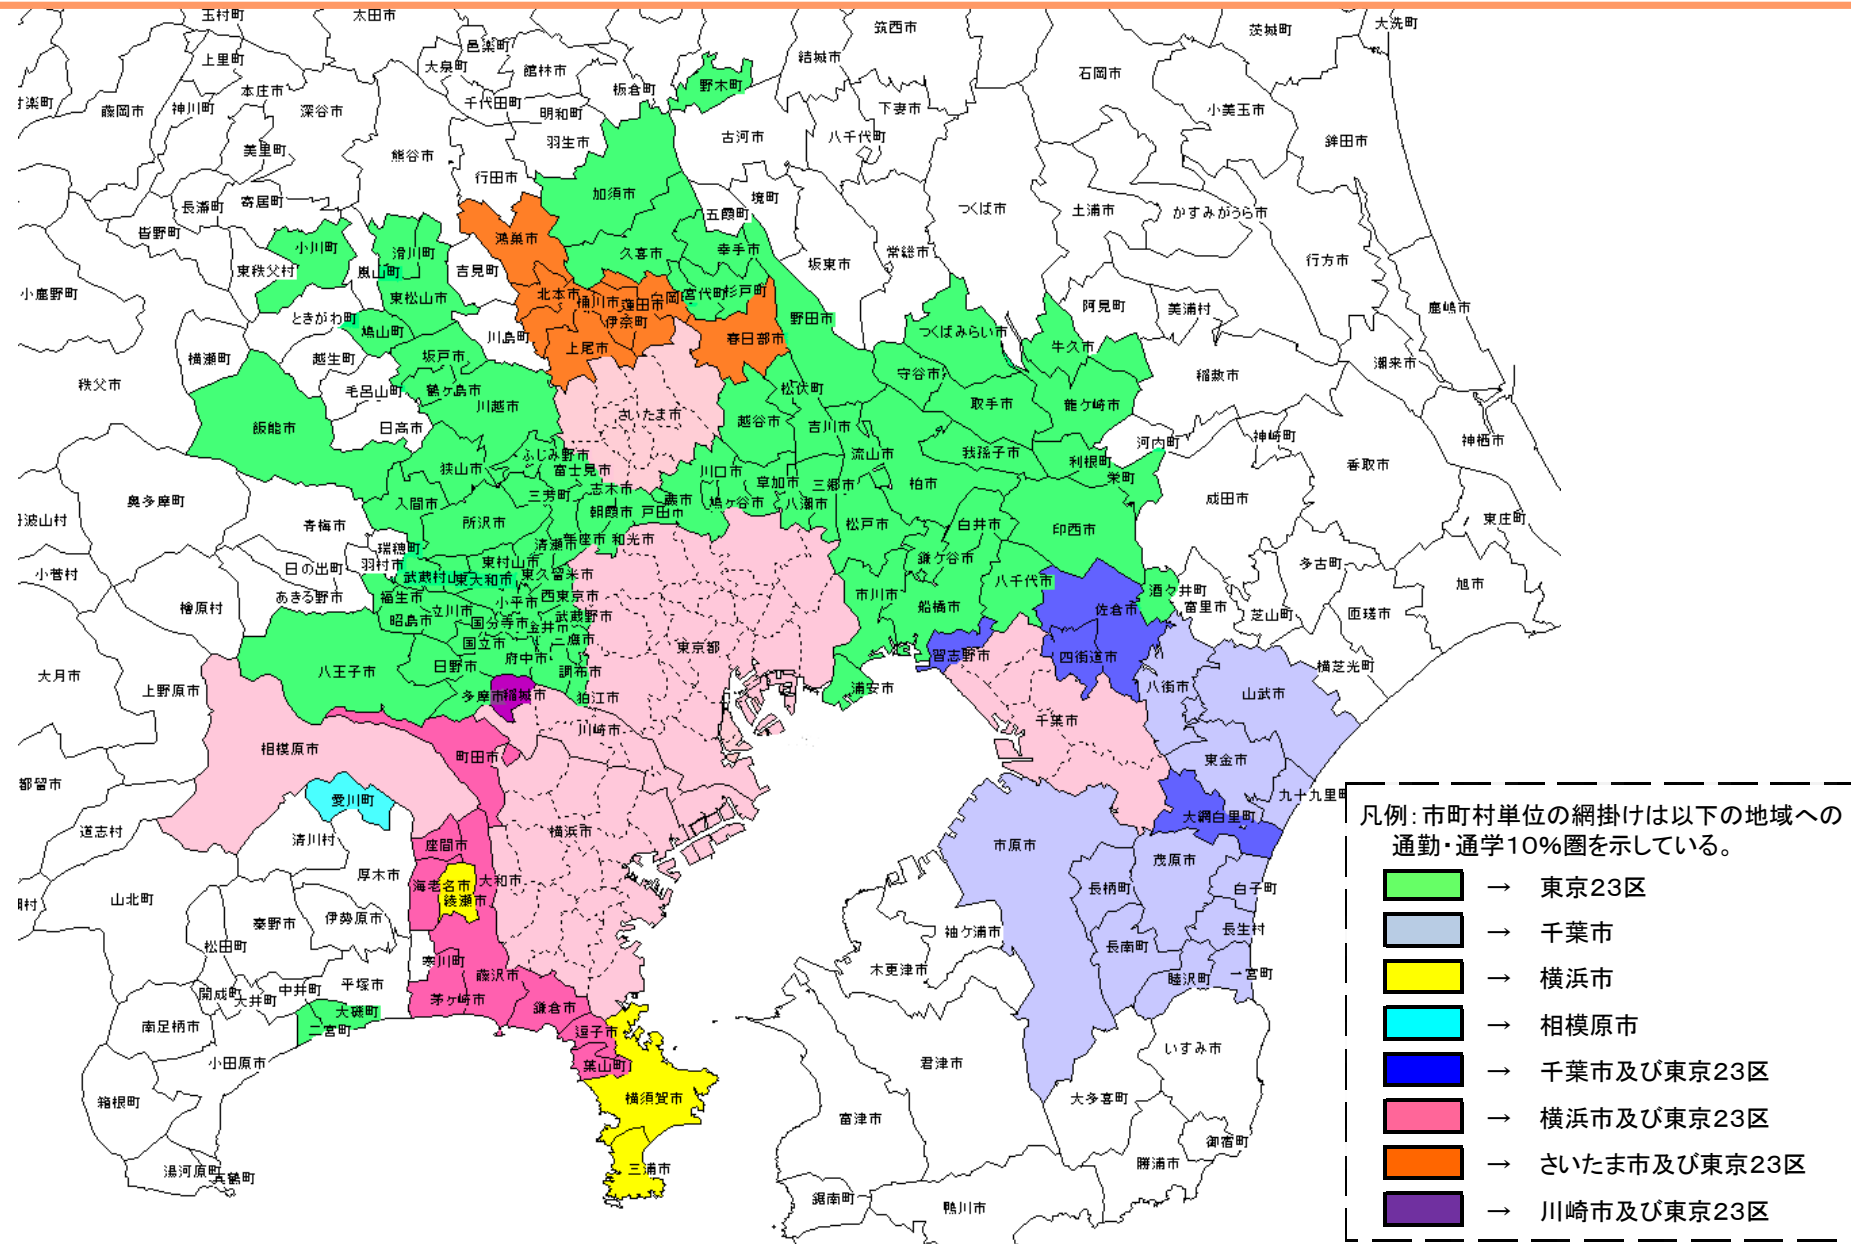 玉村町
太田市
大洗町
上里町
邑楽町
大泉町
館林市
筑西市
茨城町
結城市
石岡市
本庄市
板倉町
野木町
藤岡市
神川町
深谷市
千代田町
明和町
下妻市
小美玉市
美里町
熊谷市
羽生市
古河市
八千代町
鉾田市
行田市
加須市
境町
五霞町
つくば市
土浦市
かすみがうら市
長瀞町
寄居町
皆野町
小川町
滑川町
鴻巣市
久喜市
幸手市
坂東市
常総市
行方市
東秩父村
嵐山町
吉見町
小鹿野町
東松山市
北本市
桶川市
蓮田市
宮代町
杉戸町
野田市
阿見町
美浦村
鹿嶋市
ときがわ町
鳩山町
川島町
伊奈町
上尾市
春日部市
つくばみらい市
牛久市
横瀬町
越生町
坂戸市
潮来市
秩父市
毛呂山町
鶴ヶ島市
川越市
松伏町
守谷市
取手市
龍ケ崎市
稲敷市
飯能市
日高市
さいたま市
越谷市
吉川市
流山市
我孫子市
河内町
神崎町
神栖市
狭山市
ふじみ野市
富士見市
川口市
草加市
三郷市
柏市
利根町
栄町
香取市
奥多摩町
入間市
三芳町
志木市
蕨市
鳩ヶ谷市
八潮市
成田市
丹波山村
青梅市
所沢市
朝霞市
戸田市
松戸市
白井市
印西市
東庄町
瑞穂町
清瀬市
新座市
和光市
鎌ケ谷市
小菅村
日の出町
羽村市
東村山市
武蔵村山市
東大和市
東久留米市
八千代市
多古町
旭市
檜原村
あきる野市
福生市
小平市
西東京市
市川市
船橋市
佐倉市
酒々井町
富里市
芝山町
匝瑳市
昭島市
立川市
国分寺市
小金井市
武蔵野市
国立市
三鷹市
東京都
習志野市
四街道市
横芝光町
大月市
上野原市
八王子市
日野市
府中市
調布市
浦安市
八街市
山武市
多摩市
稲城市
狛江市
千葉市
相模原市
町田市
川崎市
東金市
都留市
愛川町
九十九里町
道志村
清川村
座間市
横浜市
大網白里町
市原市
茂原市
厚木市
海老名市
大和市
長柄町
白子町
山北町
綾瀬市
秦野市
伊勢原市
松田町
寒川町
藤沢市
袖ケ浦市
長南町
長生村
木更津市
睦沢町
一宮町
開成町
大井町
中井町
平塚市
茅ケ崎市
鎌倉市
南足柄市
大磯町
二宮町
逗子市
いすみ市
小田原市
葉山町
君津市
箱根町
横須賀市
富津市
大多喜町
御宿町
湯河原町
真鶴町
三浦市
勝浦市
鋸南町
鴨川市
凡例：市町村単位の網掛けは以下の地域への
通勤・通学10%圏を示している。
→ 東京23区
→ 千葉市
→ 横浜市
→ 相模原市
→ 千葉市及び東京23区
→ 横浜市及び東京23区
→ さいたま市及び東京23区
→ 川崎市及び東京23区